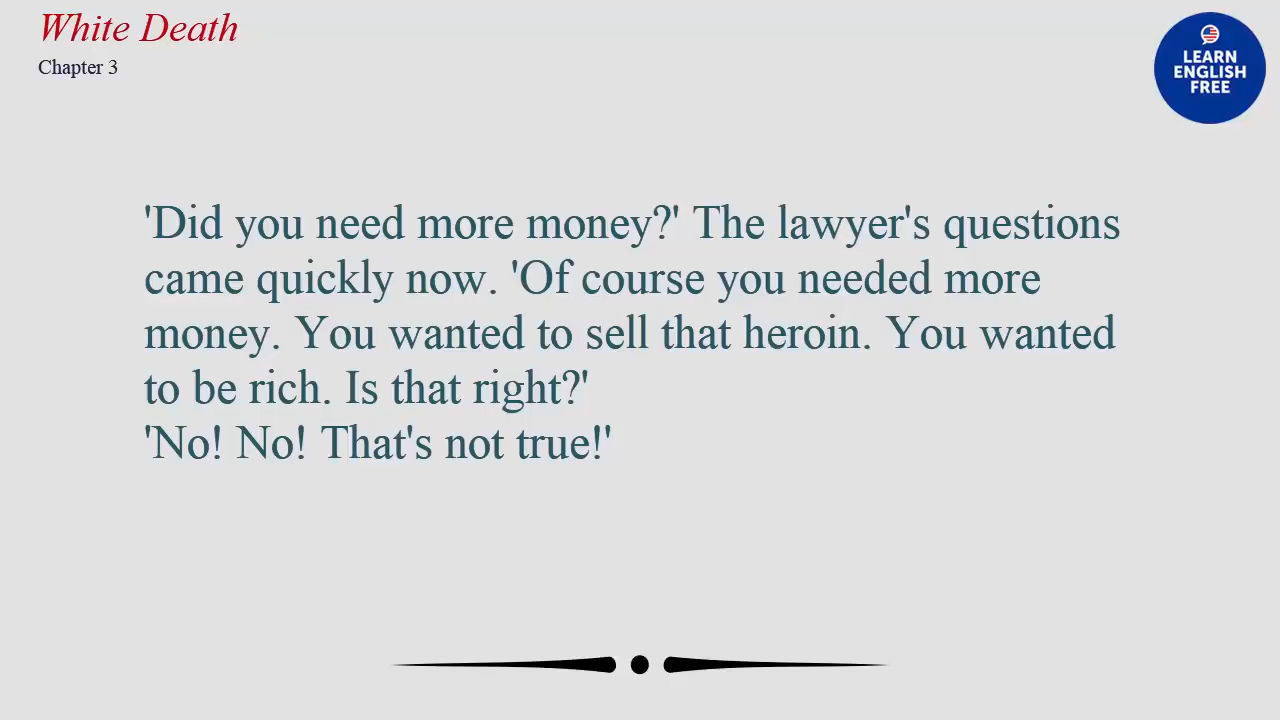 White Death
Chapter 3
LEARN
ENGLISH
FREE
'Did you need more money?' The lawyer's questions
came quickly now. 'Of course you needed more
money. You wanted to sell that heroin. You wanted
to be rich. Is that right?'
'No! No! That's not true!'